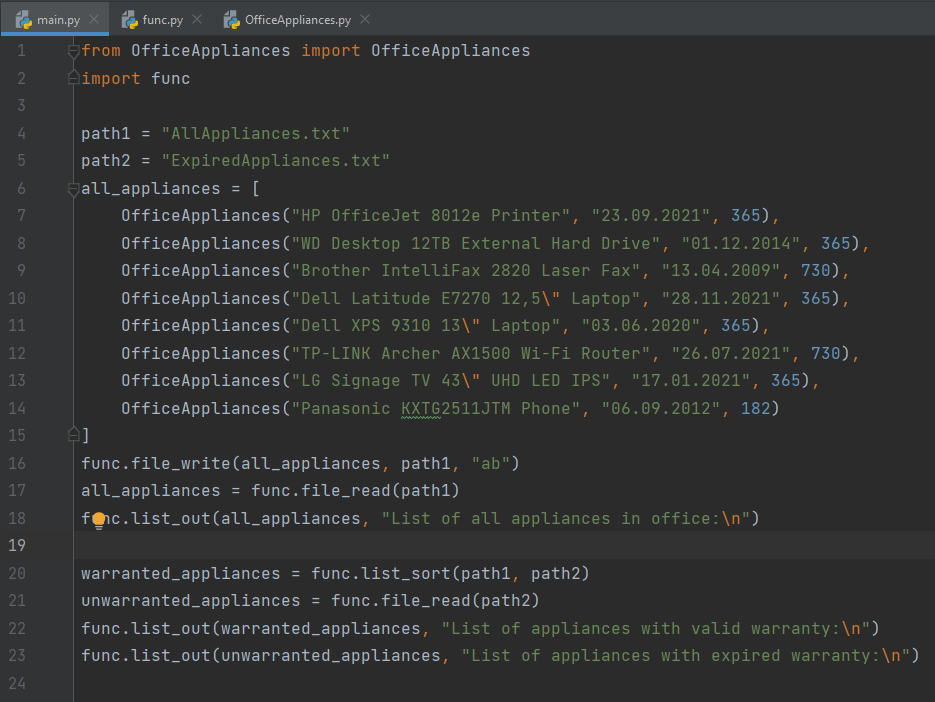 main.py func.py OfficeAppliances.py
1 from OfficeAppliances import OfficeAppliances
2 import func
3
4 path1 = "AllAppliances.txt"
5 path2 = "ExpiredAppliances.txt"
6 all_appliances = [
7 OfficeAppliances("HP OfficeJet 8012e Printer", "23.09.2021", 365),
8 OfficeAppliances("WD Desktop 12TB External Hard Drive", "01.12.2014", 365),
9 OfficeAppliances("Brother IntelliFax 2820 Laser Fax", "13.04.2009", 730),
10 OfficeAppliances("Dell Latitude E7270 12,5\" Laptop", "28.11.2021", 365),
11 OfficeAppliances("Dell XPS 9310 13\" Laptop", "03.06.2020", 365),
12 OfficeAppliances("TP-LINK Archer AX1500 Wi-Fi Router", "26.07.2021", 730),
13 OfficeAppliances("LG Signage TV 43\" UHD LED IPS", "17.01.2021", 365),
14 OfficeAppliances("Panasonic KXTG2511JTM Phone", "06.09.2012", 182)
15 ]
16 func.file_write(all_appliances, path1, "ab")
17 all_appliances = func.file_read(path1)
18 func.list_out(all_appliances, "List of all appliances in office:\n")
19
20 warranted_appliances = func.list_sort(path1, path2)
21 unwarranted_appliances = func.file_read(path2)
22 func.list_out(warranted_appliances, "List of appliances with valid warranty:\n")
23 func.list_out(unwarranted_appliances, "List of appliances with expired warranty:\n")
24